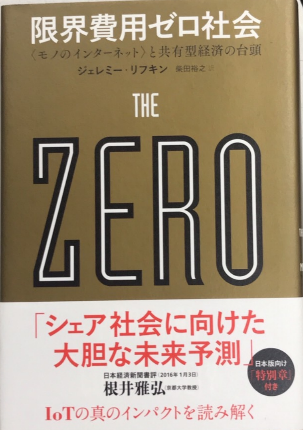 限界費用ゼロ社会
〈モノのインターネット〉と共有型経済の台頭
ジェレミー・リフキン 柴田裕之 訳
THE
ZERO
「シェア社会に向けた
大胆な未来予測」
日本経済新聞書評(2016年1月3日)
根井雅弘(京都大学教授)
日本版向け
「特別章」
付き
IoTの真のインパクトを読み解く